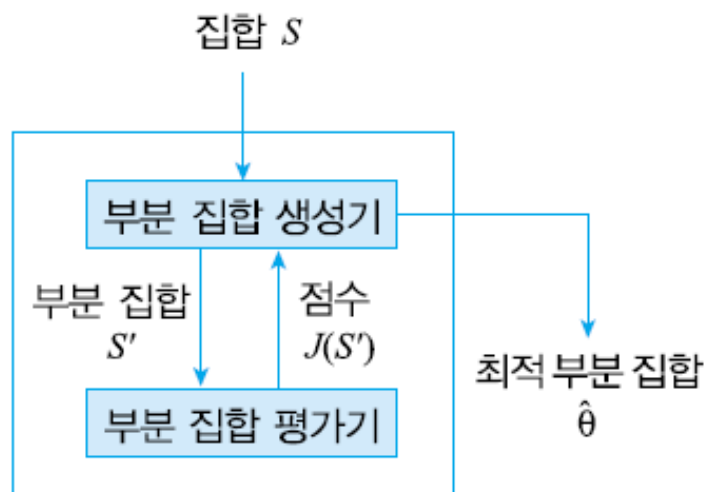 집합 S
부분 집합 생성기
부분 집합
S′
점수
J(S′)
부분 집합 평가기
최적 부분 집합
θ̂